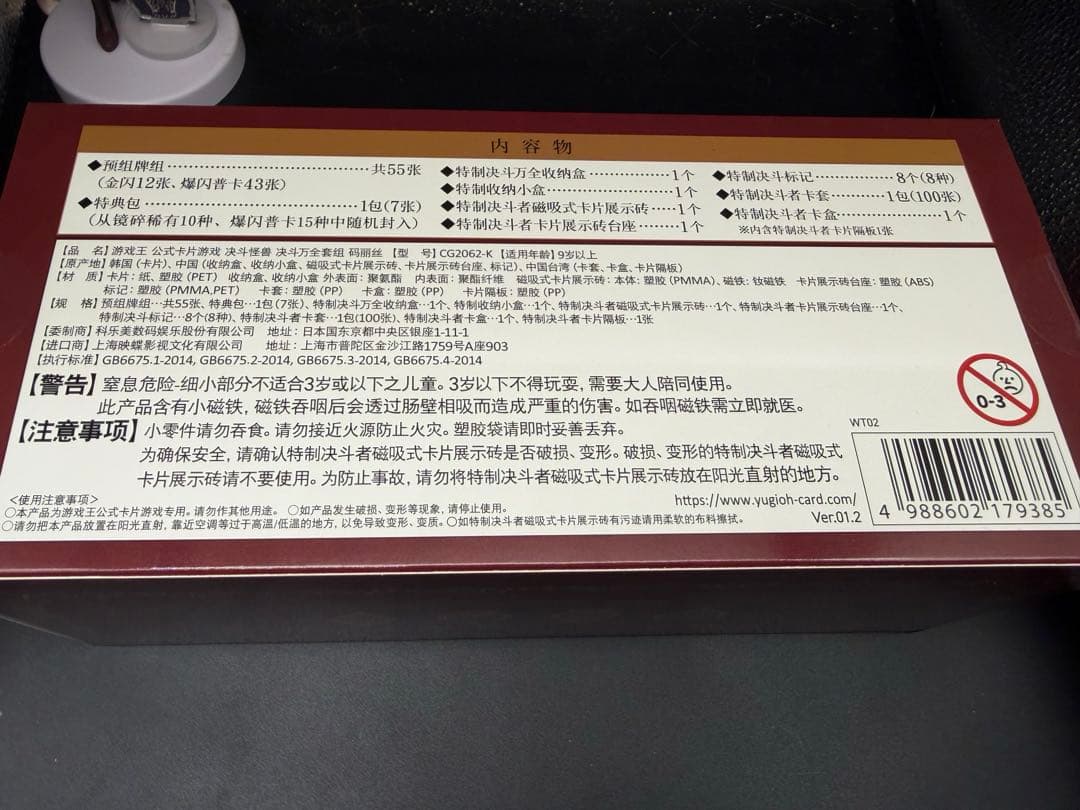 内容物
◆预组牌组……………………共55张
(金闪12张、爆闪普卡43张)
◆特典包……………………1包(7张)
(从镜碎稀有10种、爆闪普卡15种中随机封入)
◆特制决斗万全收纳盒…………1个
◆特制收纳小盒…………………1个
◆特制决斗者磁吸式卡片展示砖……1个
◆特制决斗者卡片展示砖台座………1个
◆特制决斗标记……………8个(8种)
◆特制决斗者卡套………1包(100张)
◆特制决斗者卡盒……………1个
※内含特制决斗者卡片隔板1张
【品 名】游戏王 公式卡片游戏 决斗怪兽 决斗万全套组 码丽丝 【型 号】CG2062-K 【适用年龄】9岁以上
【原产地】韩国 (卡片)、中国 (收纳盒、收纳小盒、磁吸式卡片展示砖、卡片展示砖台座、标记)、中国台湾 (卡套、卡盒、卡片隔板)
【材 质】卡片:纸、塑胶 (PET) 收纳盒、收纳小盒 外表面:聚氨酯 内表面:聚酯纤维 磁吸式卡片展示砖:本体:塑胶 (PMMA)、磁铁:钕磁铁 卡片展示砖台座:塑胶 (ABS)
标记:塑胶 (PMMA,PET) 卡套:塑胶 (PP) 卡盒:塑胶 (PP) 卡片隔板:塑胶 (PP)
【规 格】预组牌组…共55张、特典包…1包(7张)、特制决斗万全收纳盒…1个、特制收纳小盒…1个、特制决斗者磁吸式卡片展示砖…1个、特制决斗者卡片展示砖台座…1个、
特制决斗标记…8个(8种)、特制决斗者卡套…1包(100张)、特制决斗者卡盒…1个、特制决斗者卡片隔板…1张
【委制商】科乐美数码娱乐股份有限公司 地址:日本国东京都中央区银座1-11-1
【进口商】上海映蝶影视文化有限公司 地址:上海市普陀区金沙江路1759号A座903
【执行标准】GB6675.1-2014, GB6675.2-2014, GB6675.3-2014, GB6675.4-2014
【警告】窒息危险-细小部分不适合3岁或以下之儿童。3岁以下不得玩耍,需要大人陪同使用。
此产品含有小磁铁,磁铁吞咽后会透过肠壁相吸而造成严重的伤害。如吞咽磁铁需立即就医。
0-3
【注意事项】小零件请勿吞食。请勿接近火源防止火灾。塑胶袋请即时妥善丢弃。
为确保安全,请确认特制决斗者磁吸式卡片展示砖是否破损、变形。破损、变形的特制决斗者磁吸式
卡片展示砖请不要使用。为防止事故,请勿将特制决斗者磁吸式卡片展示砖放在阳光直射的地方。
<使用注意事项>
○本产品为游戏王公式卡片游戏专用。请勿作其他用途。 ○如产品发生破损、变形等现象,请停止使用。
○请勿把本产品放置在阳光直射,靠近空调等过于高温/低温的地方,以免导致变形、变质。○如特制决斗者磁吸式卡片展示砖有污迹请用柔软的布料擦拭。
https://www.yugioh-card.com/
Ver.01.2
WT02
4 988602 179385